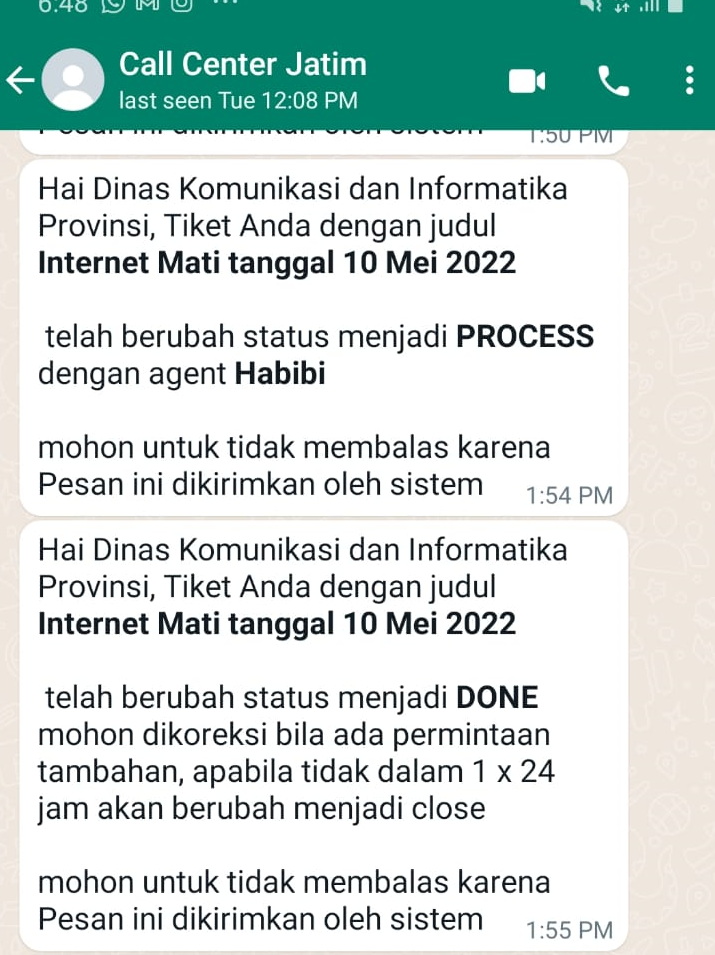 6:48
Call Center Jatim
last seen Tue 12:08 PM
Pesan ini dikirimkan oleh sistem 1:50 PM
Hai Dinas Komunikasi dan Informatika
Provinsi, Tiket Anda dengan judul
Internet Mati tanggal 10 Mei 2022
telah berubah status menjadi PROCESS
dengan agent Habibi
mohon untuk tidak membalas karena
Pesan ini dikirimkan oleh sistem 1:54 PM
Hai Dinas Komunikasi dan Informatika
Provinsi, Tiket Anda dengan judul
Internet Mati tanggal 10 Mei 2022
telah berubah status menjadi DONE
mohon dikoreksi bila ada permintaan
tambahan, apabila tidak dalam 1 x 24
jam akan berubah menjadi close
mohon untuk tidak membalas karena
Pesan ini dikirimkan oleh sistem 1:55 PM